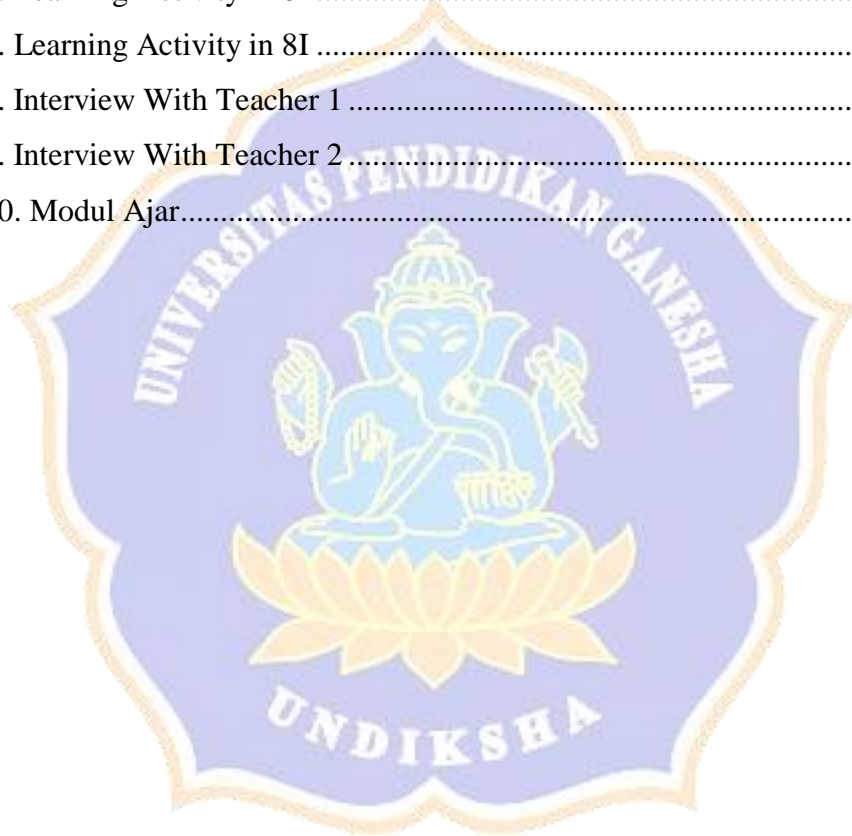 . Learning Activity in 8I ..........................................................................
. Interview With Teacher 1 ......................................................................
. Interview With Teacher 2 ......................................................................
0. Modul Ajar...............................................................................................
UNIVERSITAS PENDIDIKAN GANESHA
UNDIKSHA